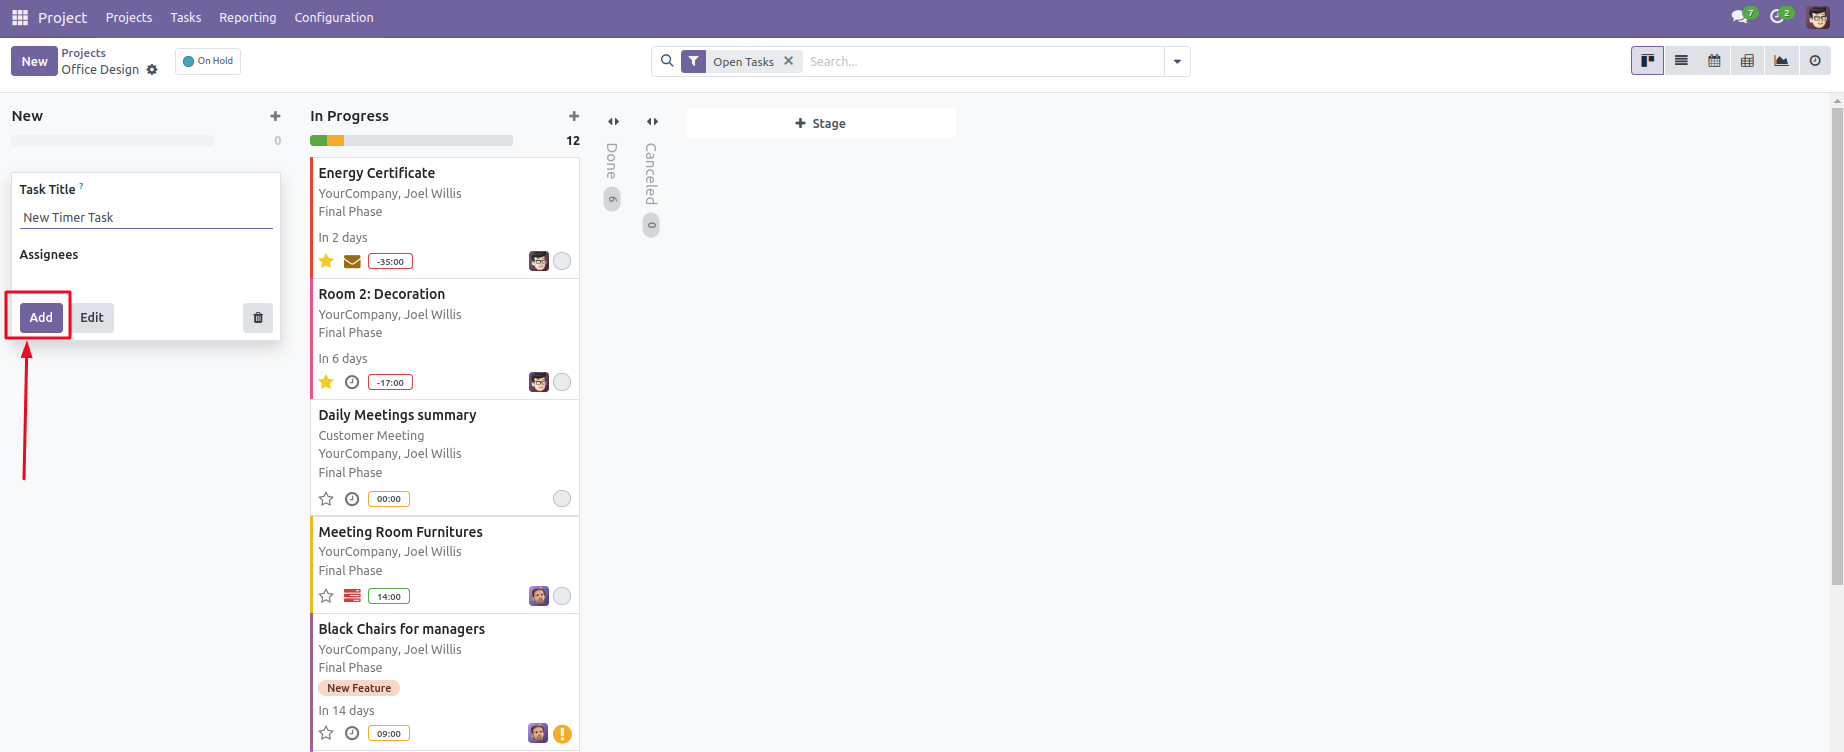 Project Projects Tasks Reporting Configuration 7 2
New
Projects
Office Design
On Hold
Open Tasks
Search...
New
0
Task Title ?
New Timer Task
Assignees
Add Edit
In Progress
12
Energy Certificate
YourCompany, Joel Willis
Final Phase
In 2 days
-35:00
Room 2: Decoration
YourCompany, Joel Willis
Final Phase
In 6 days
-17:00
Daily Meetings summary
Customer Meeting
YourCompany, Joel Willis
Final Phase
00:00
Meeting Room Furnitures
YourCompany, Joel Willis
Final Phase
14:00
Black Chairs for managers
YourCompany, Joel Willis
Final Phase
New Feature
In 14 days
09:00
Done
6
Canceled
0
Stage